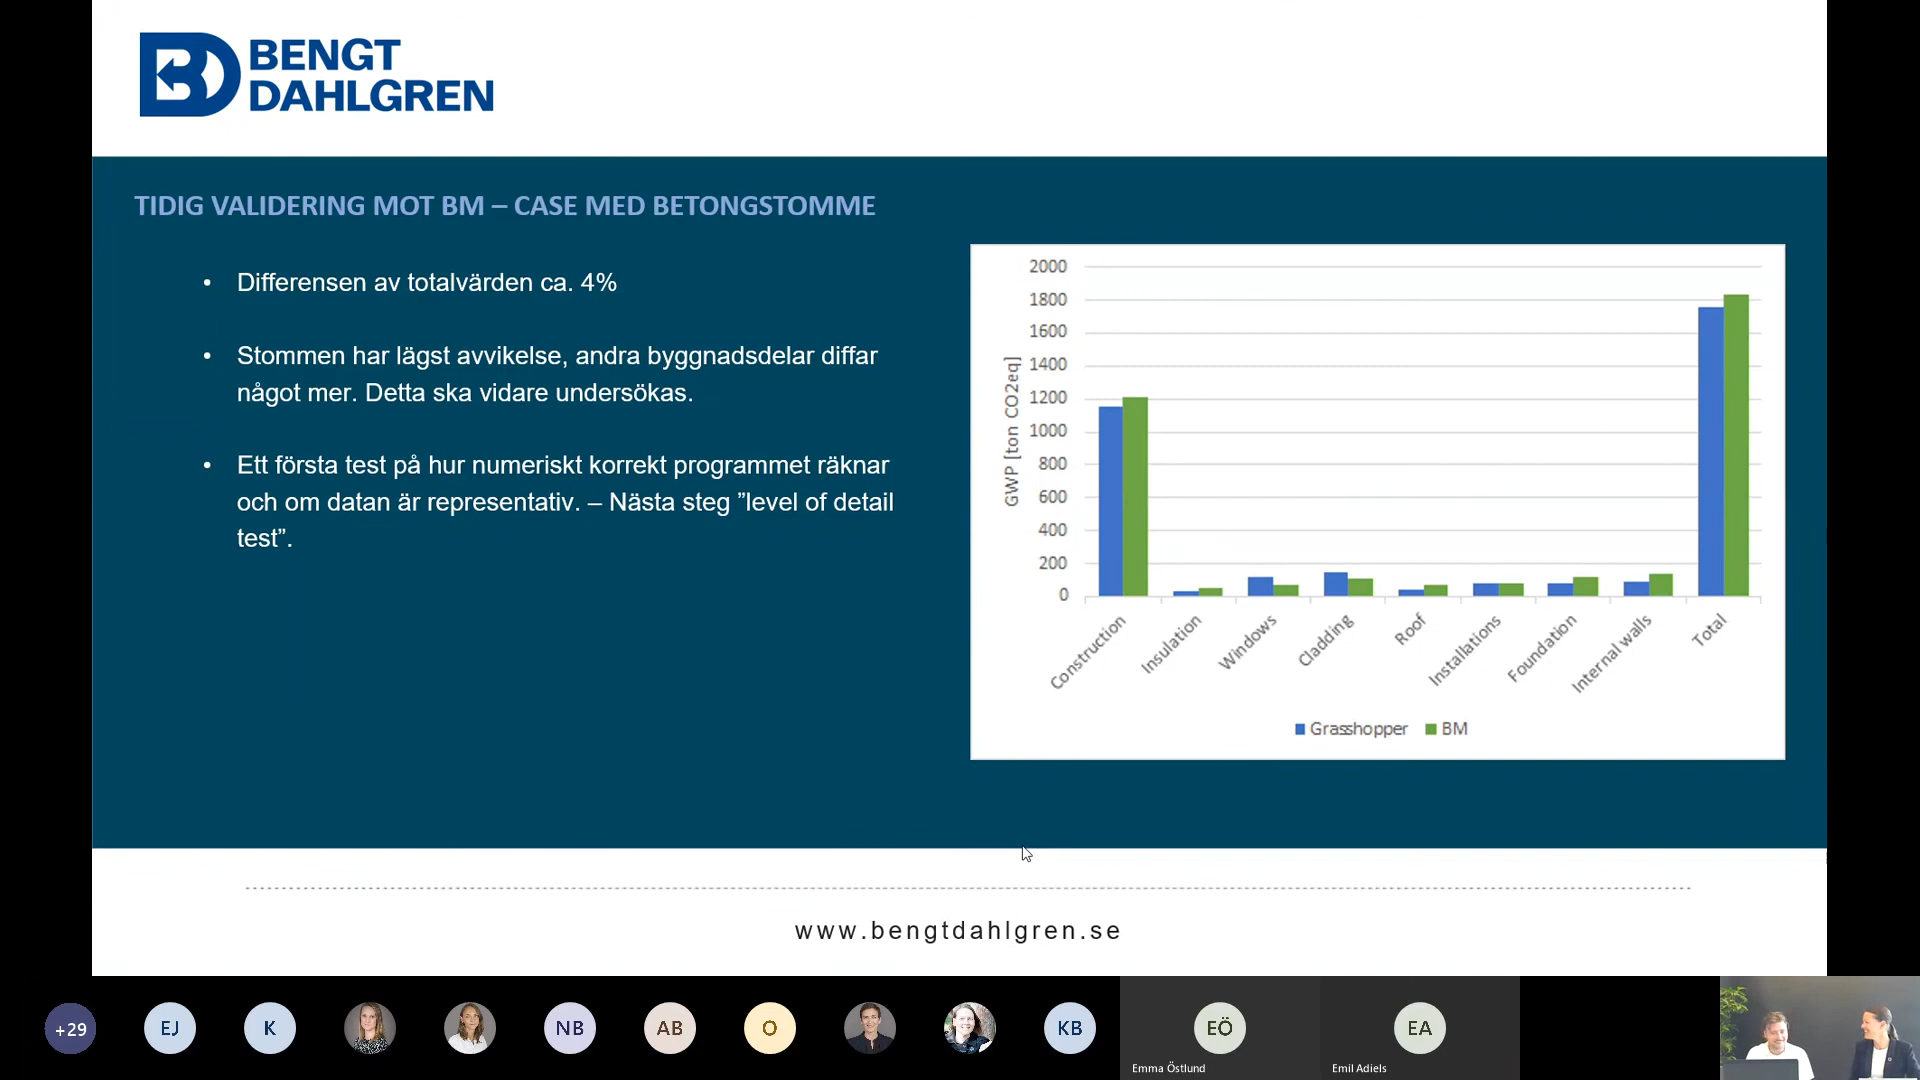 BENGT
DAHLGREN
TIDIG VALIDERING MOT BM – CASE MED BETONGSTOMME
• Differensen av totalvärden ca. 4%
• Stommen har lägst avvikelse, andra byggnadsdelar diffar
något mer. Detta ska vidare undersökas.
• Ett första test på hur numeriskt korrekt programmet räknar
och om datan är representativ. – Nästa steg ”level of detail
test”.
GWP [ton CO2eq]
2000
1800
1600
1400
1200
1000
800
600
400
200
0
Construction
Insulation
Windows
Cladding
Roof
Installations
Foundation
Internal walls
Total
Grasshopper BM
www.bengtdahlgren.se
+29
EJ
K
NB
AB
O
KB
EÖ
Emma Östlund
EA
Emil Adiels